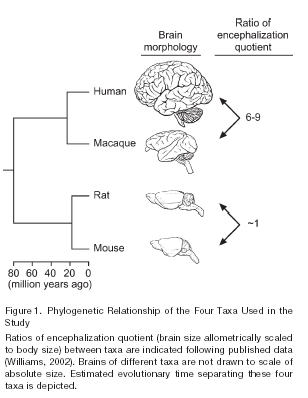 Brain
morphology
Ratio of
encephalization
quotient
Human
6-9
Macaque
Rat
~1
Mouse
80 60 40 20 0
(million years ago)
Figure 1. Phylogenetic Relationship of the Four Taxa Used in the
Study
Ratios of encephalization quotient (brain size allometrically scaled
to body size) between taxa are indicated following published data
(Williams, 2002). Brains of different taxa are not drawn to scale of
absolute size. Estimated evolutionary time separating these four
taxa is depicted.